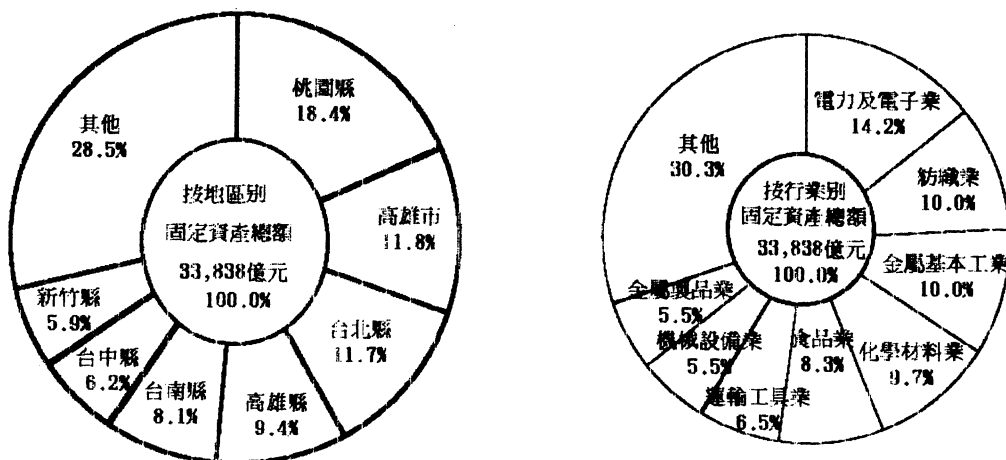 桃園縣
18.4%
高雄市
11.8%
台北縣
11.7%
高雄縣
9.4%
台南縣
8.1%
台中縣
6.2%
新竹縣
5.9%
其他
28.5%
按地區別
固定資產總額
33,838億元
100.0%
電力及電子業
14.2%
紡織業
10.0%
金屬基本工業
10.0%
化學材料業
9.7%
食品業
8.3%
運輸工具業
6.5%
機械設備業
5.5%
金屬製品業
5.5%
其他
30.3%
按行業別
固定資產總額
33,838億元
100.0%